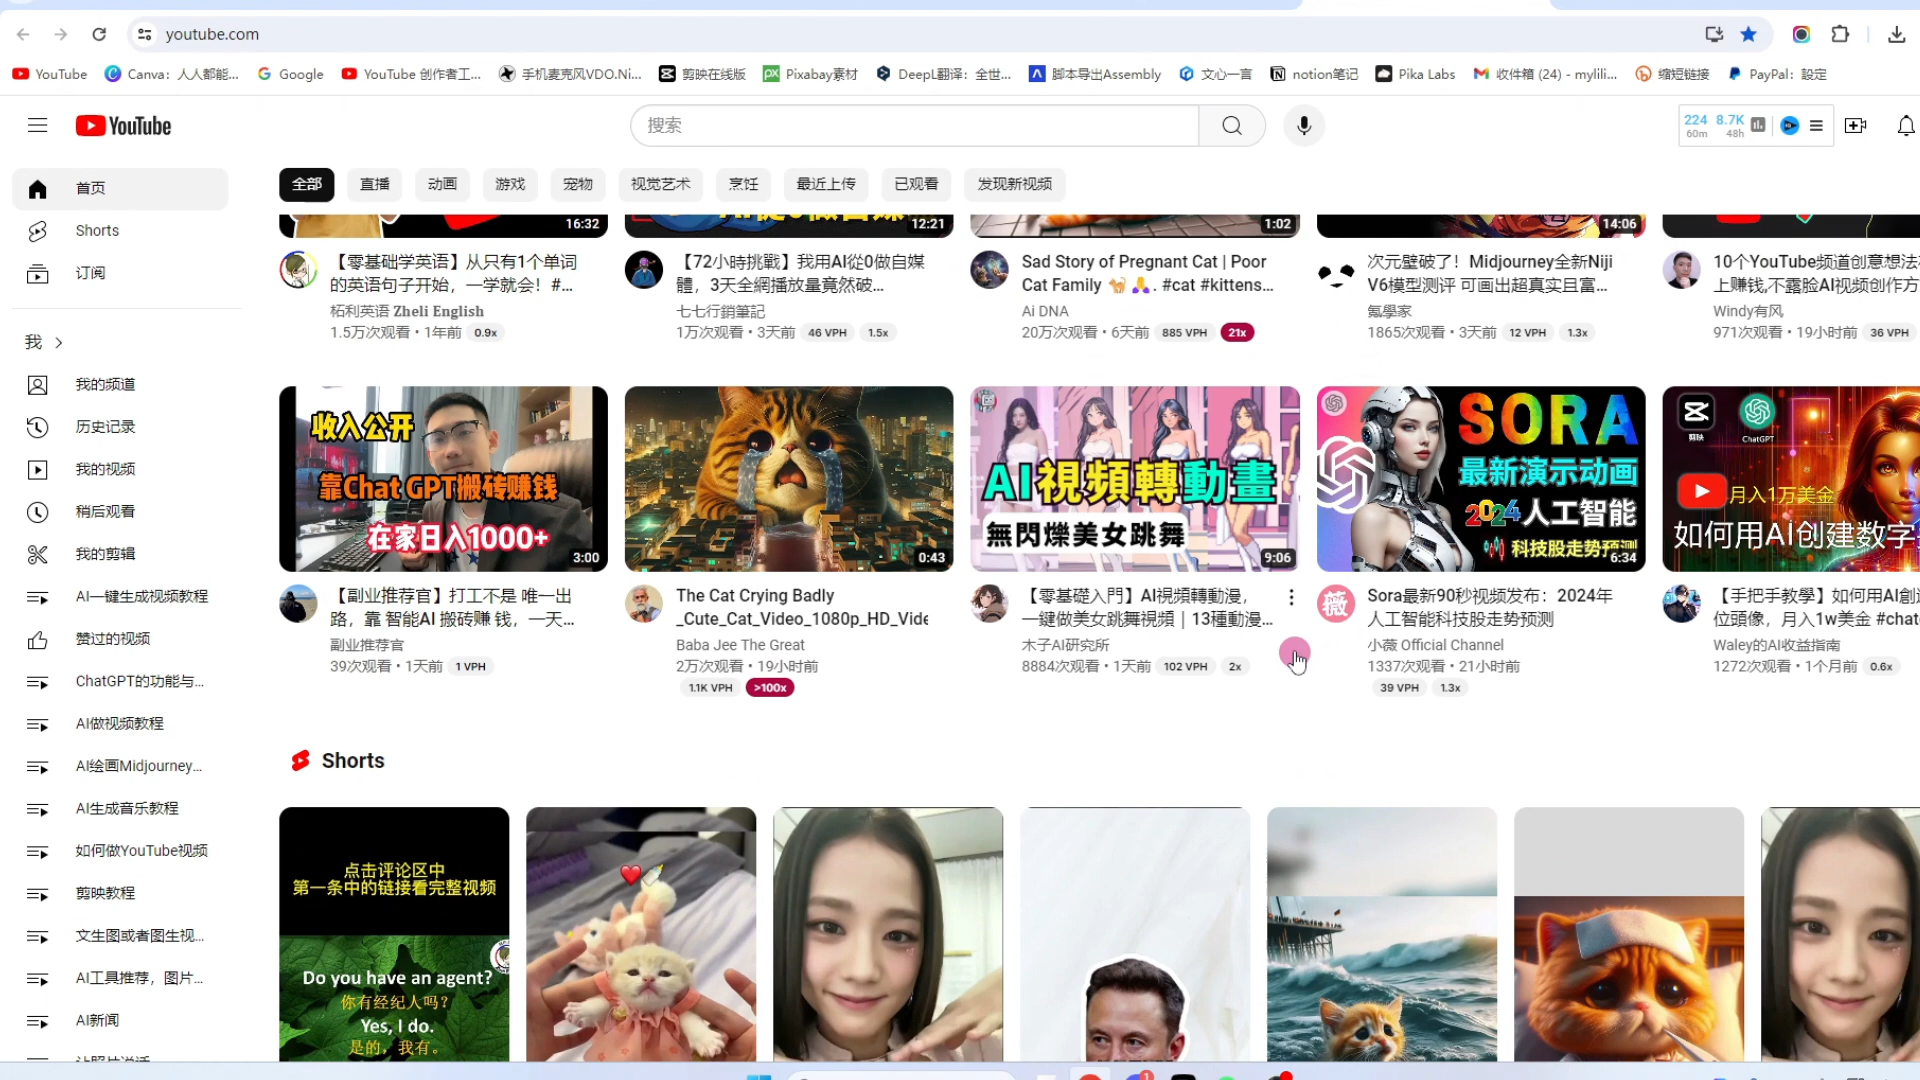 youtube.com
YouTube
Canva：人人都能...
Google
YouTube 创作者工...
手机麦克风VDO.Ni...
剪映在线版
Pixabay素材
DeepL翻译：全世...
脚本导出Assembly
文心一言
notion笔记
Pika Labs
收件箱 (24) - mylili...
缩短链接
PayPal：設定
YouTube
搜索
224 8.7K
60m 48h
首页
Shorts
订阅
我
我的频道
历史记录
我的视频
稍后观看
我的剪辑
AI一键生成视频教程
赞过的视频
ChatGPT的功能与...
AI做视频教程
AI绘画Midjourney...
AI生成音乐教程
如何做YouTube视频
剪映教程
文生图或者图生视...
AI工具推荐，图片...
AI新闻
全部
直播
动画
游戏
宠物
视觉艺术
烹饪
最近上传
已观看
发现新视频
16:32
【零基础学英语】从只有1个单词
的英语句子开始，一学就会！#...
柘利英语 Zheli English
1.5万次观看 • 1年前 0.9x
12:21
【72小時挑戰】我用AI從0做自媒
體，3天全網播放量竟然破...
七七行銷筆記
1万次观看 • 3天前 46 VPH 1.5x
1:02
Sad Story of Pregnant Cat | Poor
Cat Family 🐈🙏. #cat #kittens...
Ai DNA
20万次观看 • 6天前 885 VPH 21x
14:06
次元壁破了！Midjourney全新Niji
V6模型测评 可画出超真实且富...
氪學家
1865次观看 • 3天前 12 VPH 1.3x
10个YouTube频道创意想法
上赚钱,不露脸AI视频创作方
Windy有风
971次观看 • 19小时前 36 VPH
收入公开
靠Chat GPT搬砖赚钱
在家日入1000+
3:00
【副业推荐官】打工不是 唯一出
路，靠 智能AI 搬砖赚 钱，一天...
副业推荐官
39次观看 • 1天前 1 VPH
0:43
The Cat Crying Badly
_Cute_Cat_Video_1080p_HD_Vide
Baba Jee The Great
2万次观看 • 19小时前
1.1K VPH >100x
AI視頻轉動畫
無閃爍美女跳舞
9:06
【零基礎入門】AI視頻轉動漫，
一键做美女跳舞視頻｜13種動漫...
木子AI研究所
8884次观看 • 1天前 102 VPH 2x
SORA
最新演示动画
2024人工智能
科技股走势预测
6:34
薇
Sora最新90秒视频发布：2024年
人工智能科技股走势预测
小薇 Official Channel
1337次观看 • 21小时前
39 VPH 1.3x
剪映
ChatGPT
月入1万美金
如何用AI创建数字
【手把手教學】如何用AI創
位頭像，月入1w美金 #chat
Waley的AI收益指南
1272次观看 • 1个月前 0.6x
Shorts
点击评论区中
第一条中的链接看完整视频
Do you have an agent?
你有经纪人吗？
Yes, I do.
是的，我有。